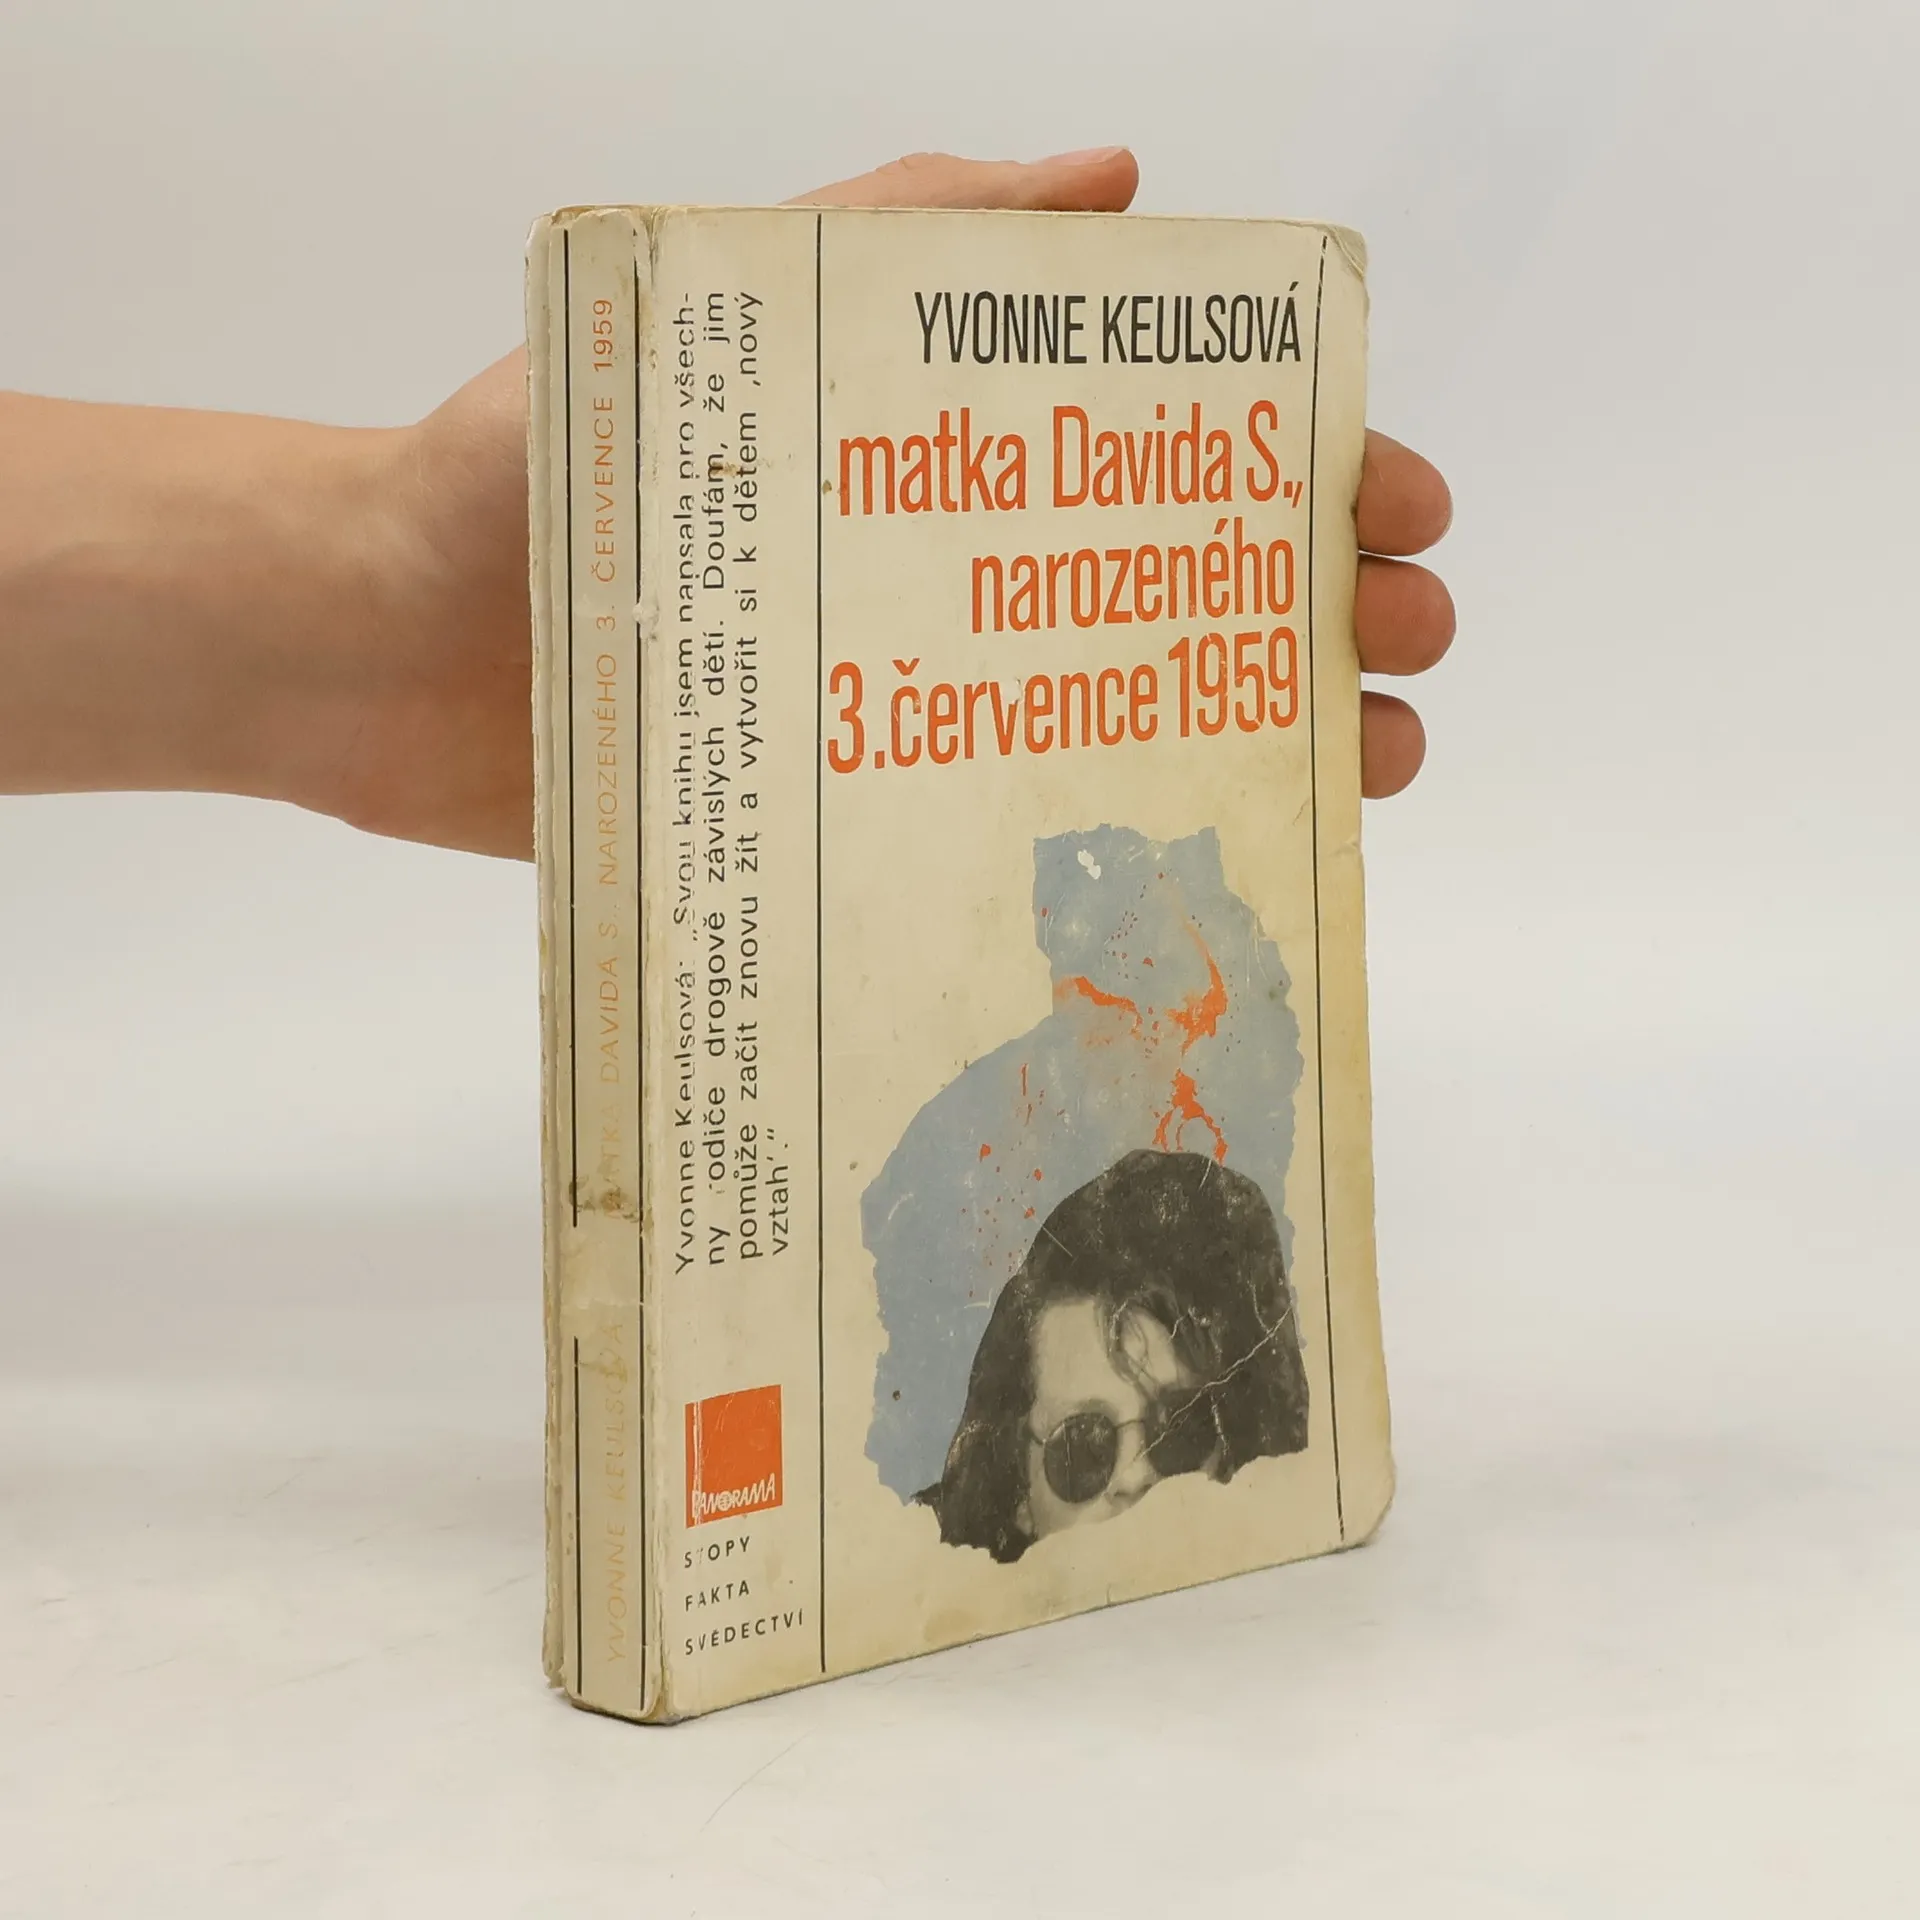 YVONNE KEULSOVÁ
matka Davida S.,
narozeného
3. července 1959
Yvonne Keulsová: „Svou knihu jsem napsala pro všech-
ny rodiče drogově závislých dětí. Doufám, že jim
pomůže začít znovu žít a vytvořit si k dětem ‚nový
vztah‘.“
PANORAMA
STOPY
FAKTA
SVĚDECTVÍ
YVONNE KEULSOVÁ MATKA DAVIDA S., NAROZENÉHO 3. ČERVENCE 1959